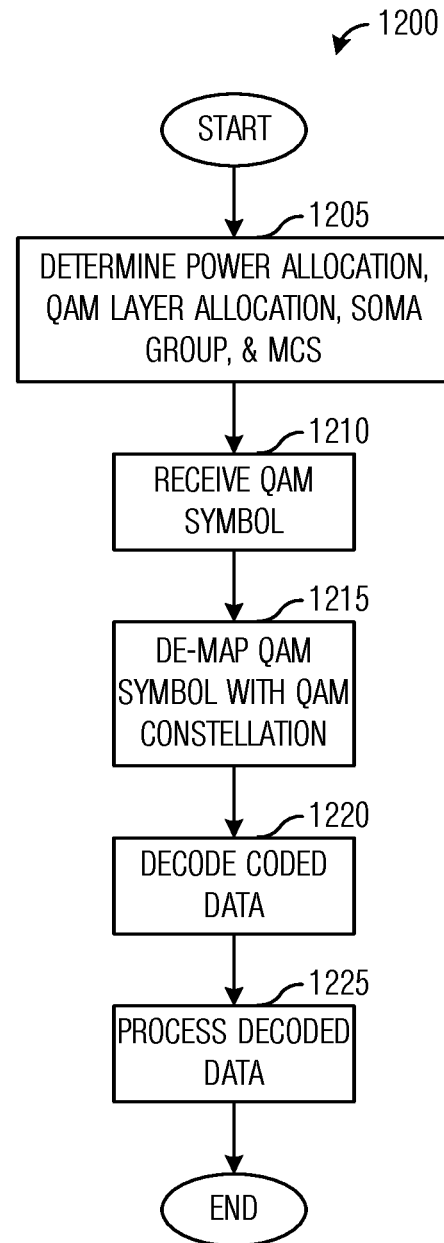 1200
START
1205
DETERMINE POWER ALLOCATION,
QAM LAYER ALLOCATION, SOMA
GROUP, & MCS
1210
RECEIVE QAM
SYMBOL
1215
DE-MAP QAM
SYMBOL WITH QAM
CONSTELLATION
1220
DECODE CODED
DATA
1225
PROCESS DECODED
DATA
END